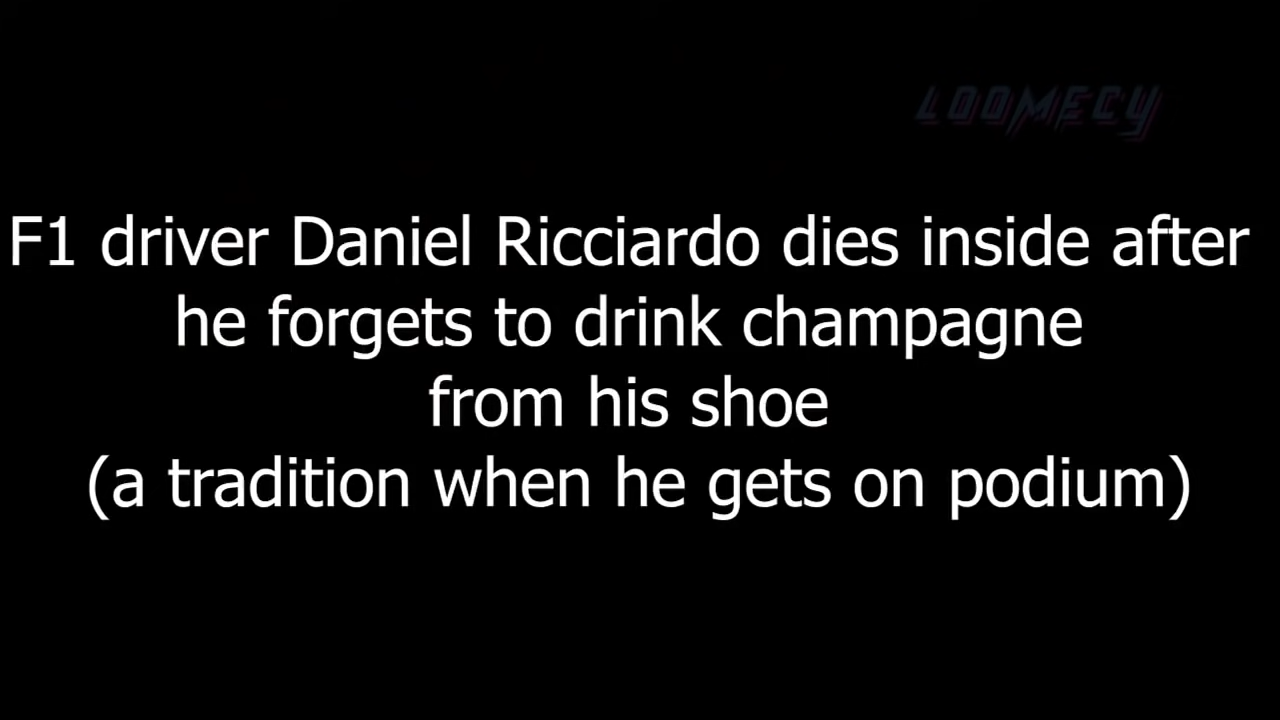 LOOMECY
F1 driver Daniel Ricciardo dies inside after
he forgets to drink champagne
from his shoe
(a tradition when he gets on podium)